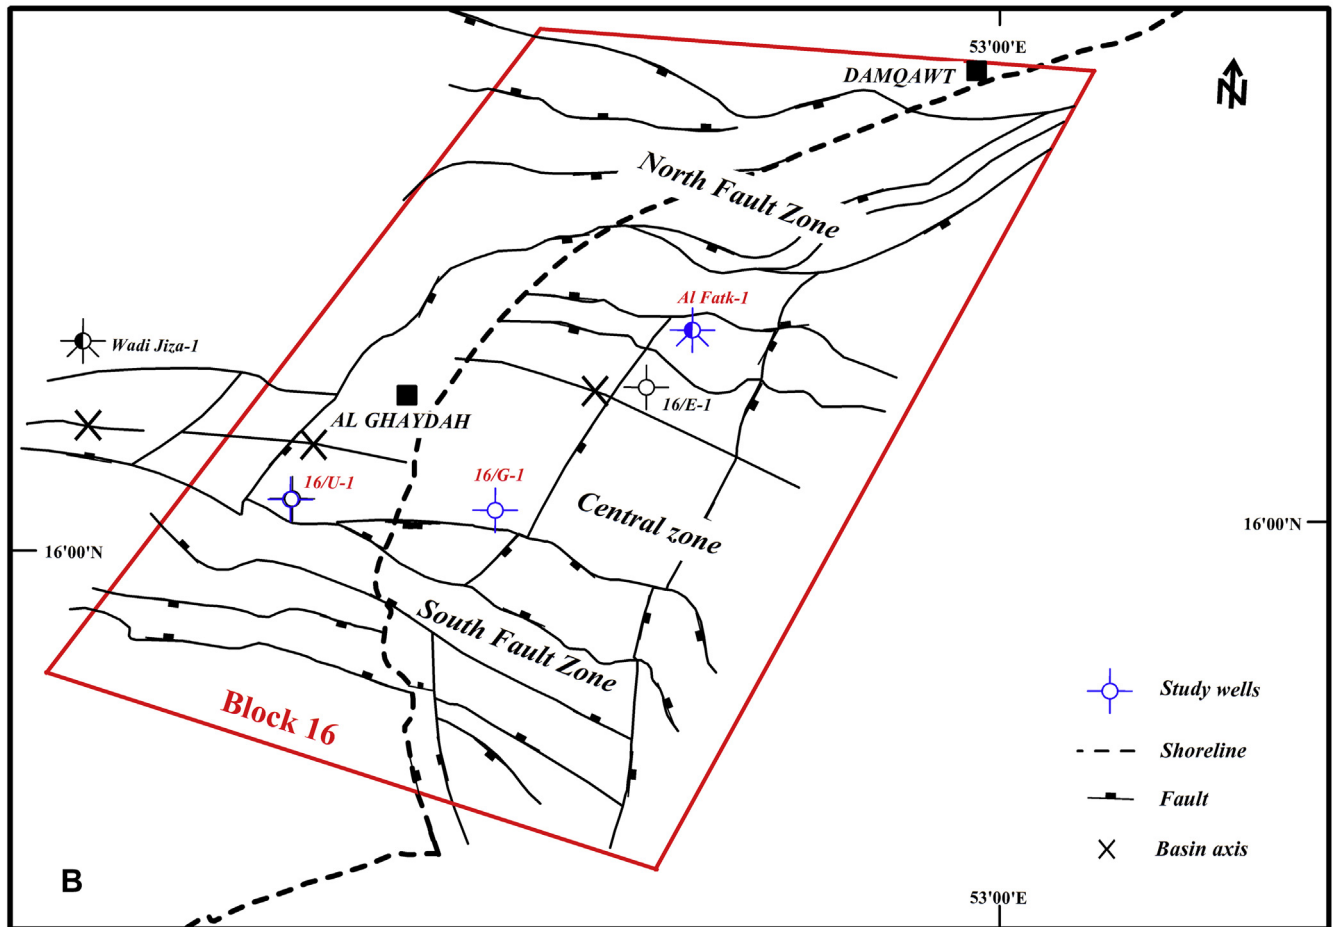 53'00'E
DAMQAWT
N
North Fault Zone
Al Fatk-1
Wadi Jiza-1
16/E-1
AL GHAYDAH
16/U-1
16/G-1
Central zone
16'00'N
16'00'N
South Fault Zone
Block 16
Study wells
Shoreline
Fault
Basin axis
B
53'00'E